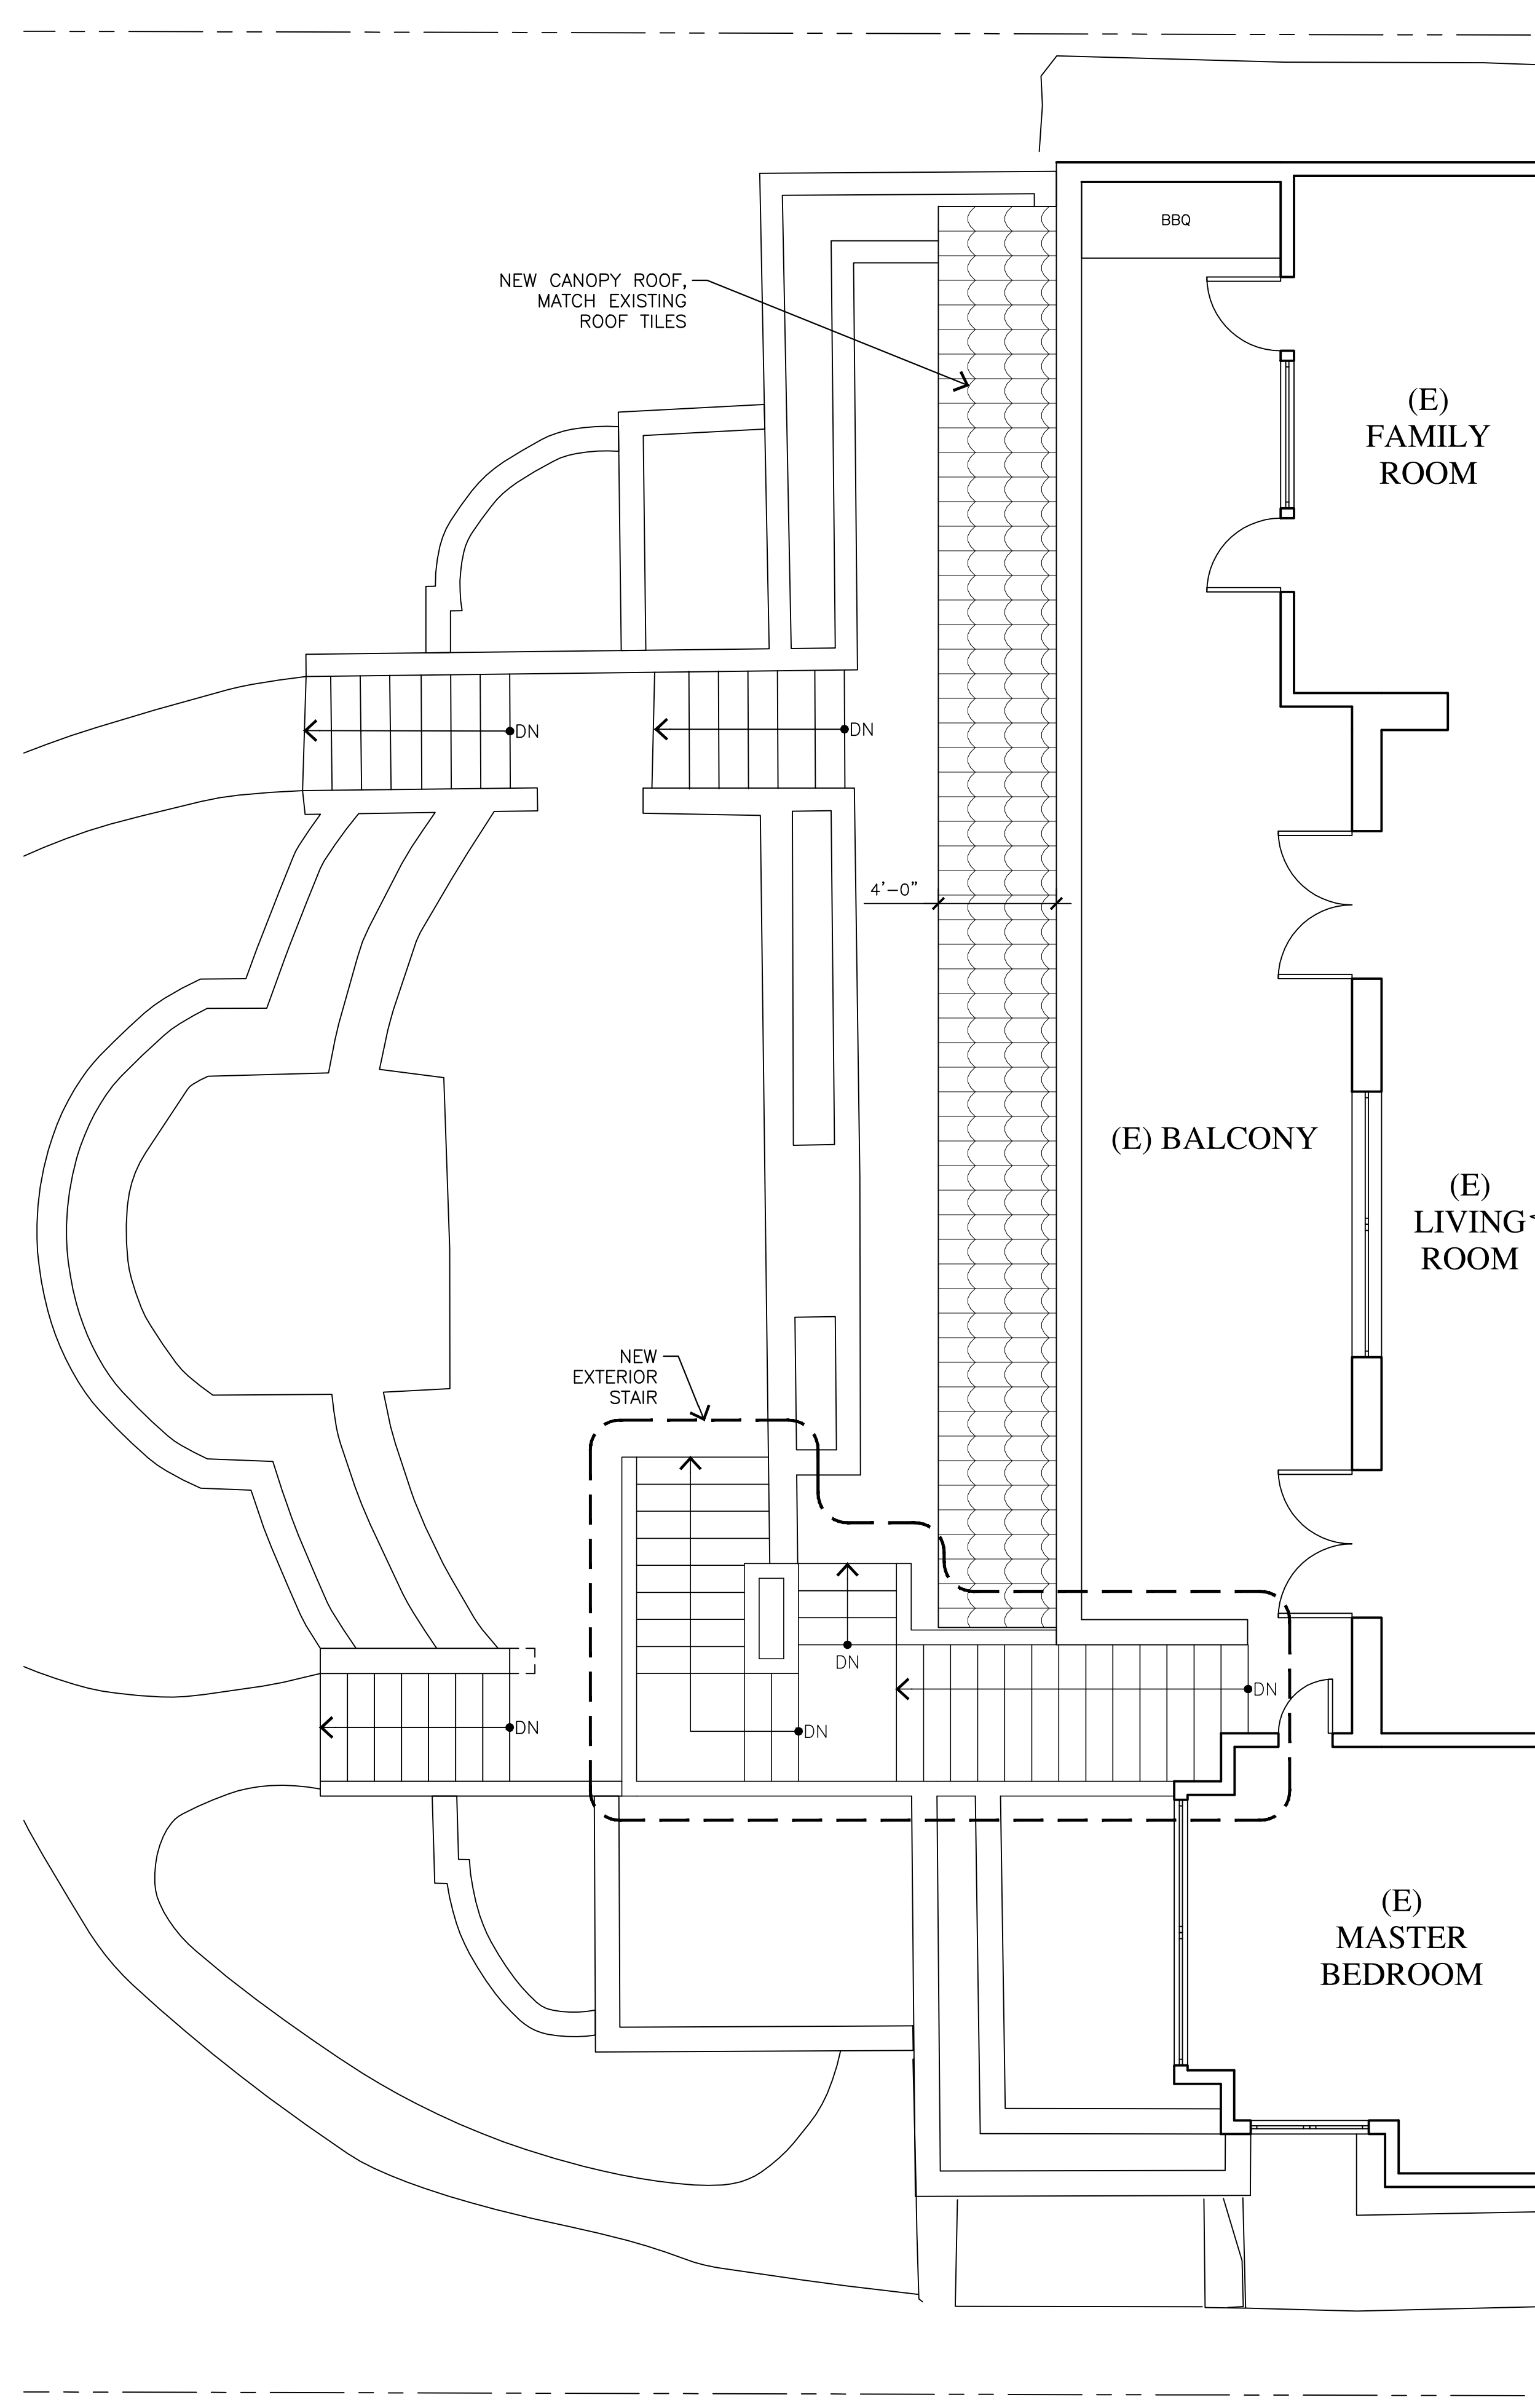 BBQ
NEW CANOPY ROOF,
MATCH EXISTING
ROOF TILES
(E)
FAMILY
ROOM
DN
DN
4'-0"
(E) BALCONY
(E)
LIVING
ROOM
NEW
EXTERIOR
STAIR
DN
DN
DN
DN
(E)
MASTER
BEDROOM